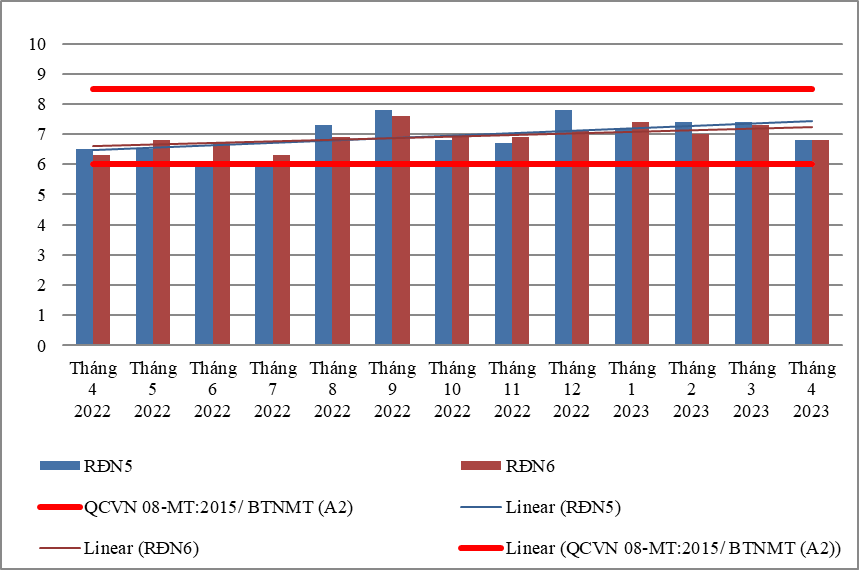 10
9
8
7
6
5
4
3
2
1
0
Tháng Tháng Tháng Tháng Tháng Tháng Tháng Tháng Tháng Tháng Tháng Tháng Tháng
4 5 6 7 8 9 10 11 12 1 2 3 4
2022 2022 2022 2022 2022 2022 2022 2022 2022 2023 2023 2023 2023
RĐN5 RĐN6
QCVN 08-MT:2015/ BTNMT (A2) Linear (RĐN5)
Linear (RĐN6) Linear (QCVN 08-MT:2015/ BTNMT (A2))